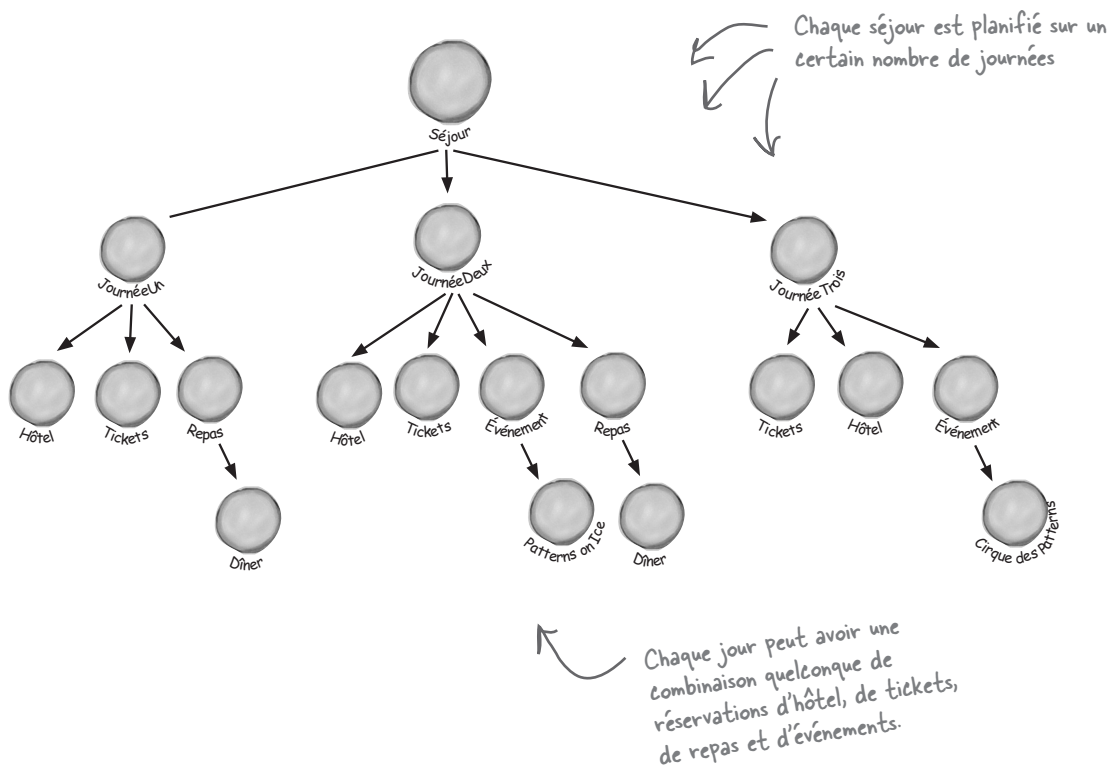 Chaque séjour est planifié sur un
certain nombre de journées
Séjour
JournéeUn
JournéeDeux
JournéeTrois
Hôtel
Tickets
Repas
Hôtel
Tickets
Événement
Repas
Tickets
Hôtel
Événement
Dîner
Patterns on Ice
Dîner
Cirque des Patterns
Chaque jour peut avoir une
combinaison quelconque de
réservations d'hôtel, de tickets,
de repas et d'événements.